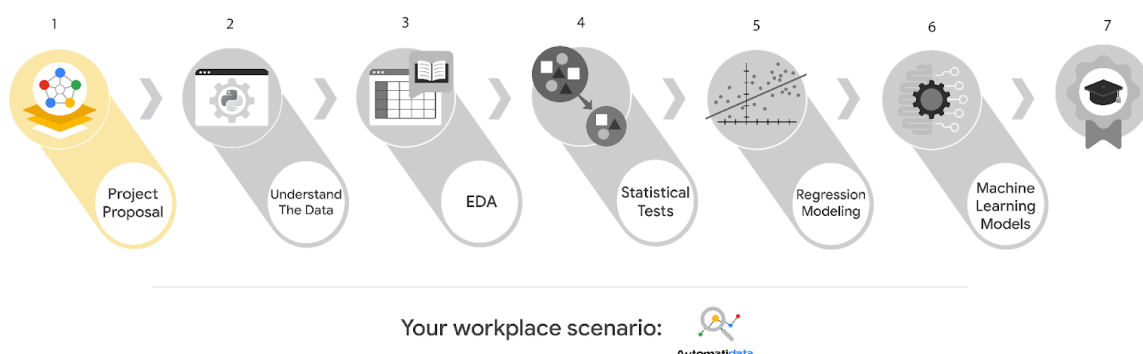 1
2
3
4
5
6
7
Project
Proposal
Understand
The Data
EDA
Statistical
Tests
Regression
Modeling
Machine
Learning
Models
Your workplace scenario:
Automatidata